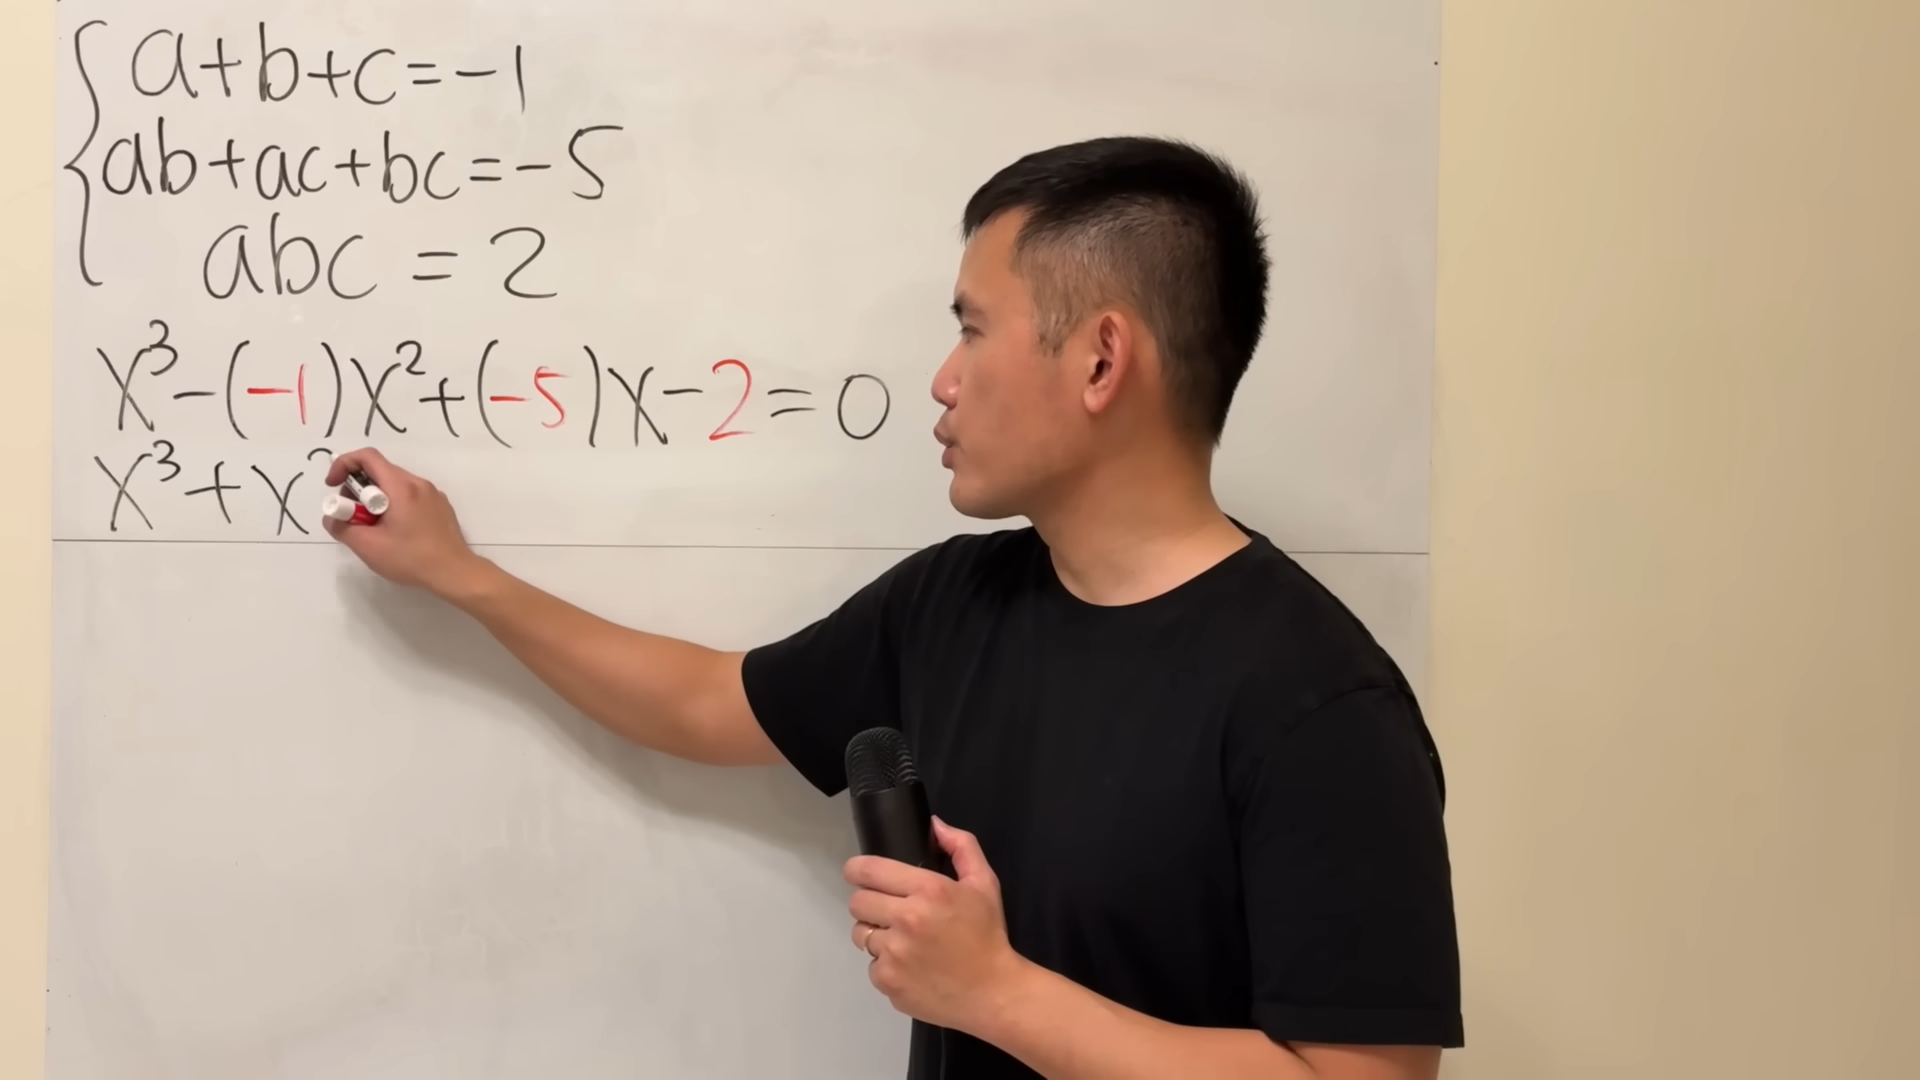 a+b+c=-1
ab+ac+bc=-5
abc=2
x³-(-1)x²+(-5)x-2=0
x³+x